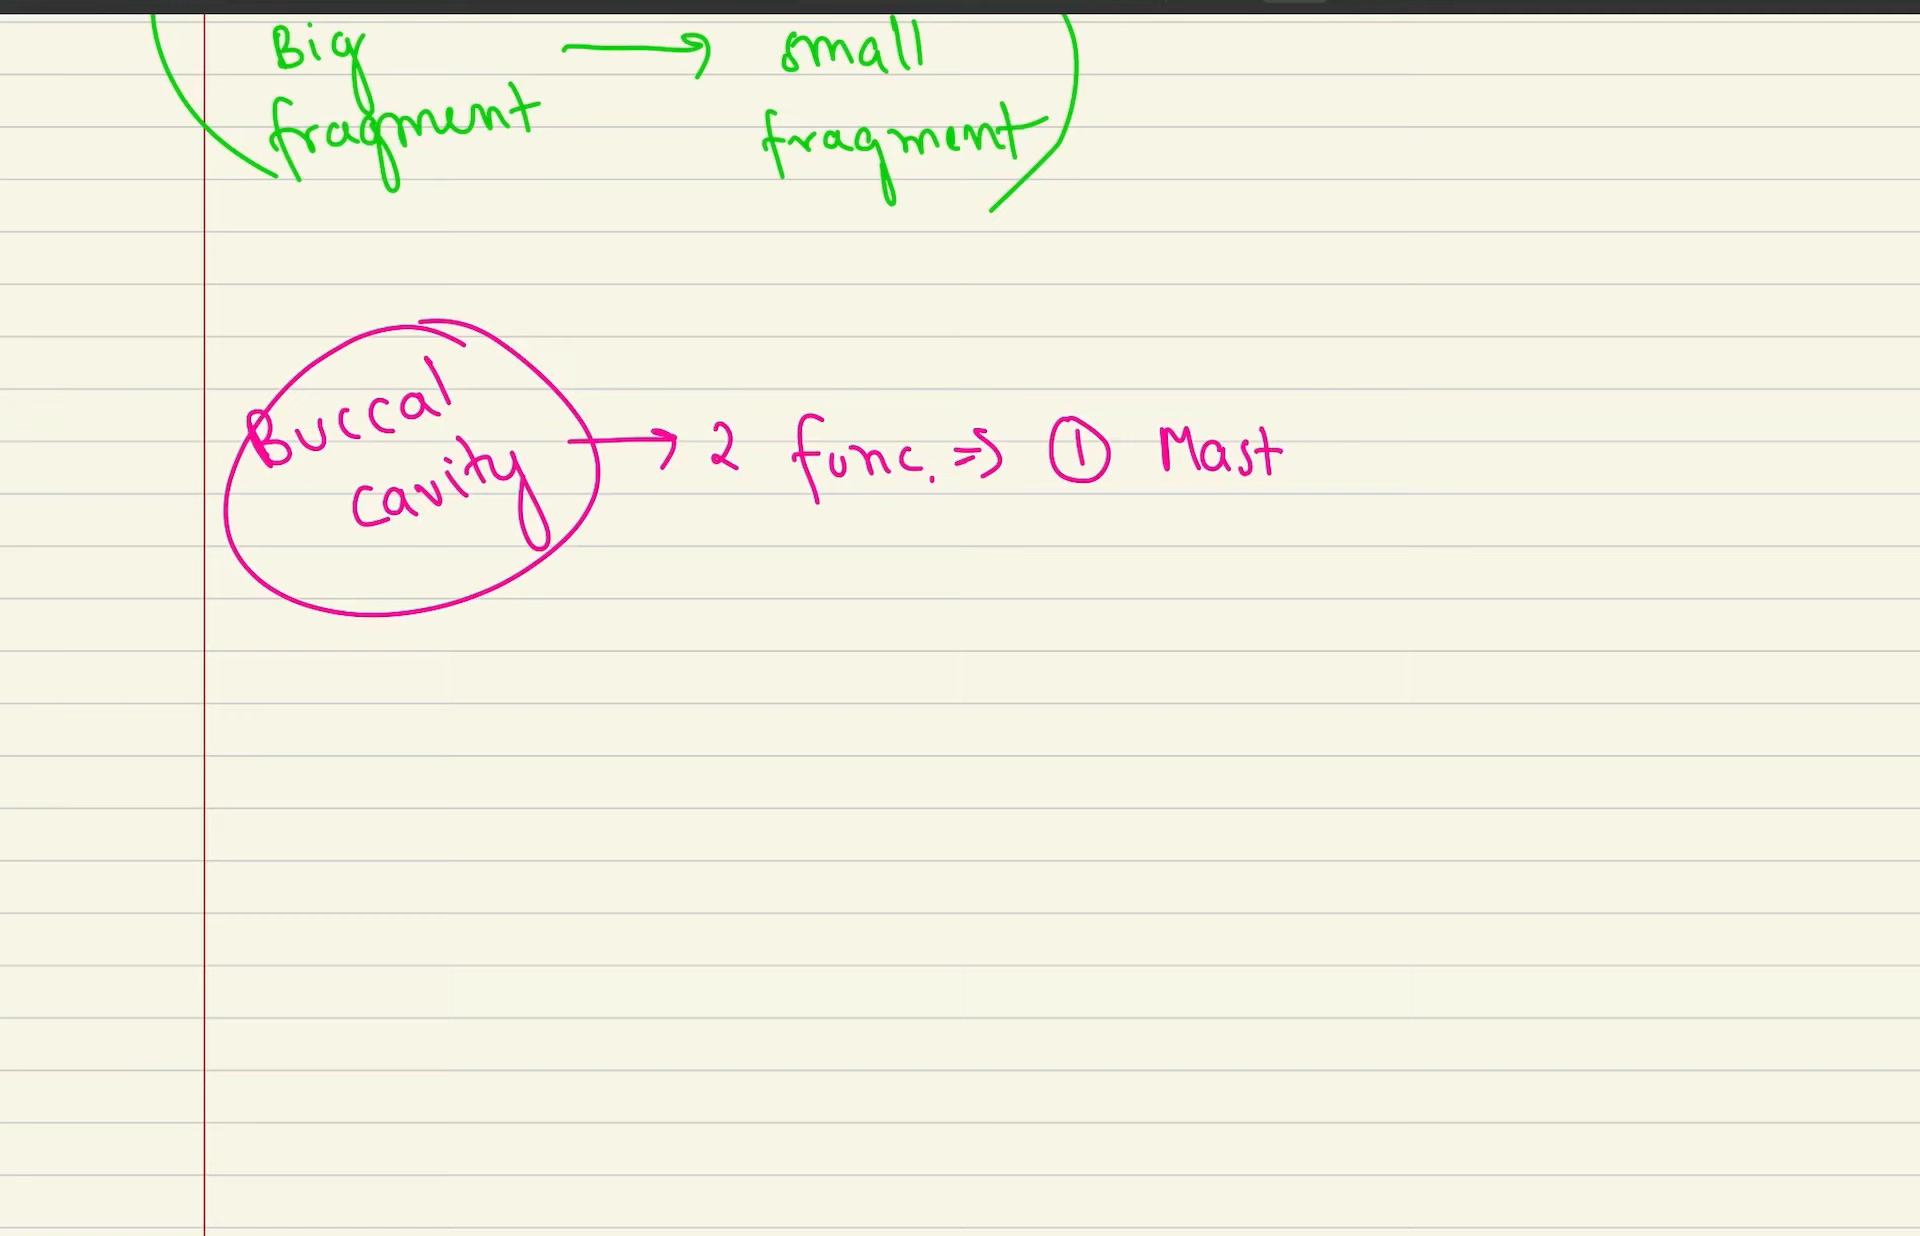 Big → small
fragment fragment
Buccal
cavity → 2 func. ⇒ ① Mast